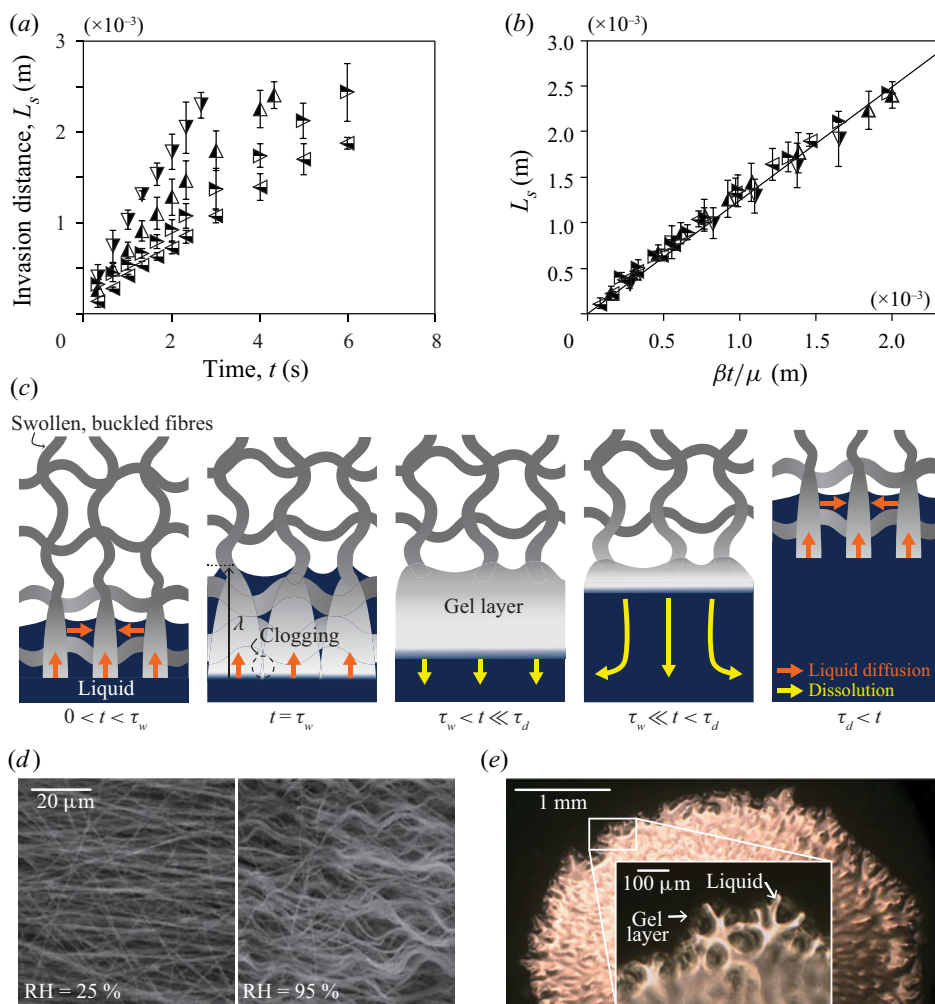 (a)
(×10⁻³)
3
2
1
0
2
4
6
8
Invasion distance, Lₛ (m)
Time, t (s)
(b)
(×10⁻³)
3.0
2.5
2.0
1.5
1.0
0.5
0
0.5
1.0
1.5
2.0
(×10⁻³)
Lₛ (m)
βt/μ (m)
(c)
Swollen, buckled fibres
Liquid
λ
Clogging
Gel layer
Liquid diffusion
Dissolution
0 < t < τ_w
t = τ_w
τ_w < t ≪ τ_d
τ_w ≪ t < τ_d
τ_d < t
(d)
20 μm
RH = 25 %
RH = 95 %
(e)
1 mm
100 μm
Liquid
Gel
layer